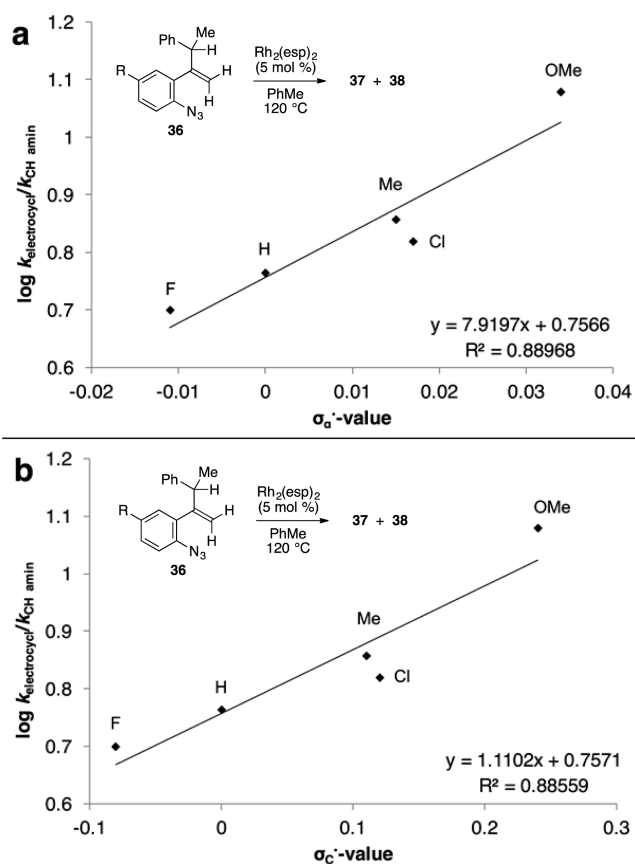 a
1.2
1.1
1
0.9
0.8
0.7
0.6
log k electrocycl/k CH amin
Ph
Me
H
R
H
H
N3
36
Rh2(esp)2
(5 mol %)
PhMe
120 °C
37 + 38
OMe
Me
Cl
H
F
y = 7.9197x + 0.7566
R² = 0.88968
-0.02
-0.01
0
0.01
0.02
0.03
0.04
σα·-value
b
1.2
1.1
1
0.9
0.8
0.7
0.6
log k electrocycl/k CH amin
Ph
Me
H
R
H
H
N3
36
Rh2(esp)2
(5 mol %)
PhMe
120 °C
37 + 38
OMe
Me
Cl
H
F
y = 1.1102x + 0.7571
R² = 0.88559
-0.1
0
0.1
0.2
0.3
σC·-value